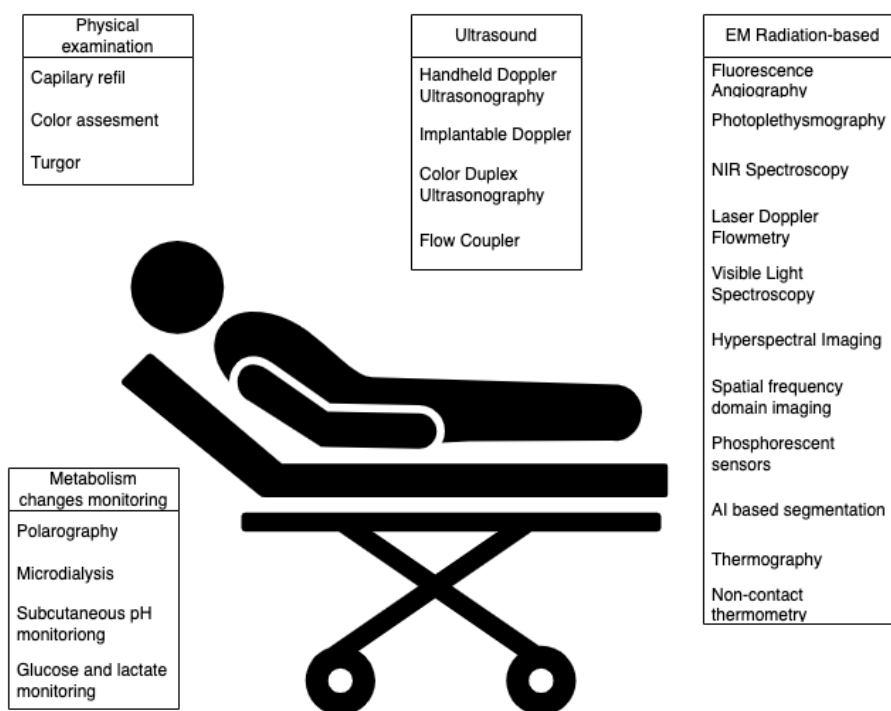 Physical
examination
Capilary refil
Color assesment
Turgor
Ultrasound
Handheld Doppler
Ultrasonography
Implantable Doppler
Color Duplex
Ultrasonography
Flow Coupler
EM Radiation-based
Fluorescence
Angiography
Photoplethysmography
NIR Spectroscopy
Laser Doppler
Flowmetry
Visible Light
Spectroscopy
Hyperspectral Imaging
Spatial frequency
domain imaging
Phosphorescent
sensors
AI based segmentation
Thermography
Non-contact
thermometry
Metabolism
changes monitoring
Polarography
Microdialysis
Subcutaneous pH
monitoriong
Glucose and lactate
monitoring